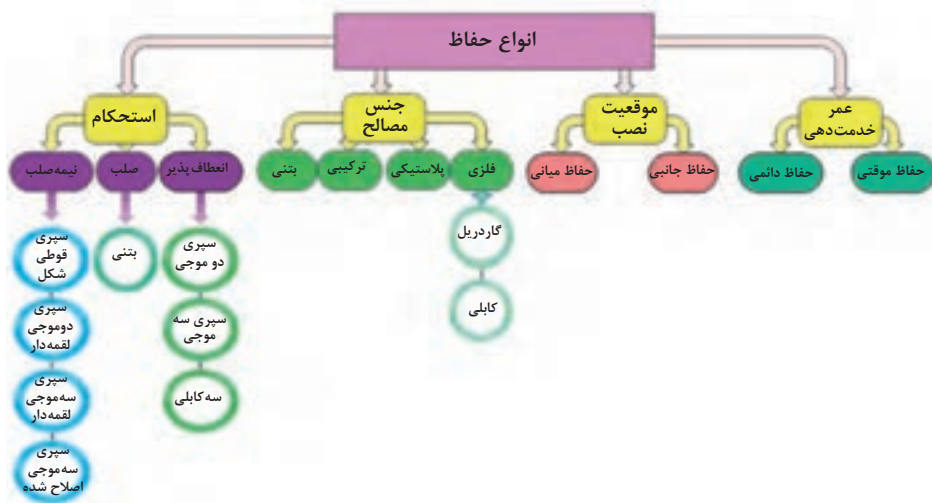 انواع حفاظ
عمر
خدمت‌دهی
موقعیت
نصب
جنس
مصالح
استحکام
حفاظ موقتی
حفاظ دائمی
حفاظ جانبی
حفاظ میانی
فلزی
پلاستیکی
ترکیبی
بتنی
انعطاف پذیر
صلب
نیمه صلب
گاردریل
کابلی
سپری
دو موجی
سپری سه
موجی
سه کابلی
بتنی
سپری
قوطی
شکل
سپری
دوموجی
لقمه‌دار
سپری
سه‌موجی
لقمه‌دار
سپری
سه‌موجی
اصلاح شده